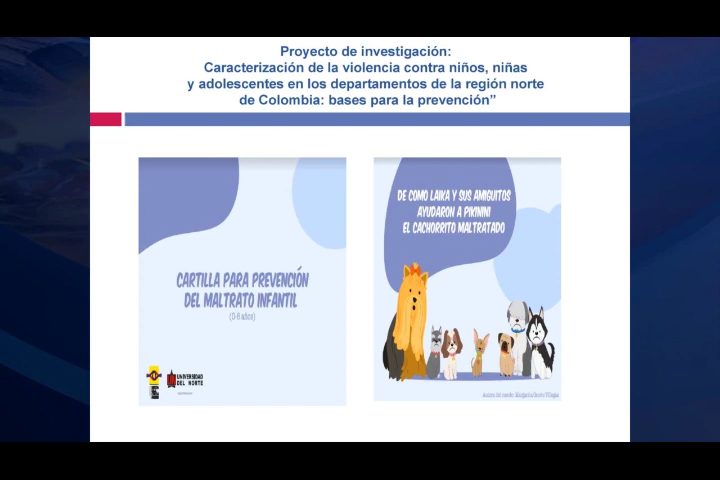 Proyecto de investigación:
Caracterización de la violencia contra niños, niñas
y adolescentes en los departamentos de la región norte
de Colombia: bases para la prevención”
CARTILLA PARA PREVENCIÓN
DEL MALTRATO INFANTIL
(0-6 años)
UNIVERSIDAD
DEL NORTE
DE COMO LAIKA Y SUS AMIGUITOS
AYUDARON A PIKININI
EL CACHORRITO MALTRATADO